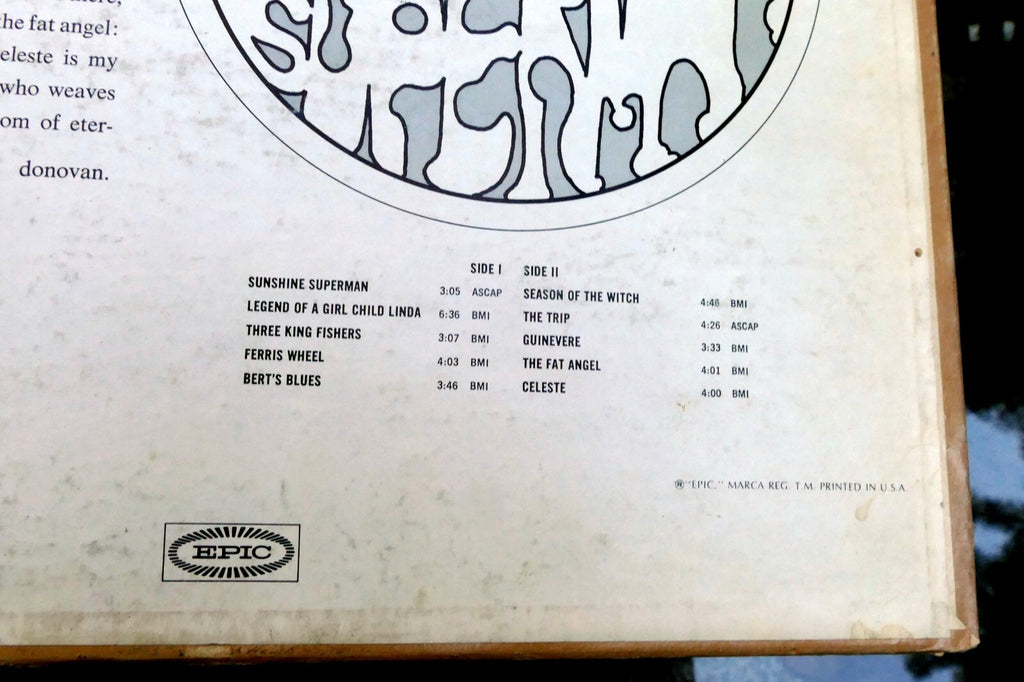 the fat angel:
eleste is my
who weaves
om of eter-
donovan.
SIDE I
SUNSHINE SUPERMAN 3:05 ASCAP
LEGEND OF A GIRL CHILD LINDA 6:36 BMI
THREE KING FISHERS 3:07 BMI
FERRIS WHEEL 4:03 BMI
BERT'S BLUES 3:46 BMI
SIDE II
SEASON OF THE WITCH 4:46 BMI
THE TRIP 4:26 ASCAP
GUINEVERE 3:33 BMI
THE FAT ANGEL 4:01 BMI
CELESTE 4:00 BMI
®"EPIC," MARCA REG. T.M. PRINTED IN U.S.A.
EPIC